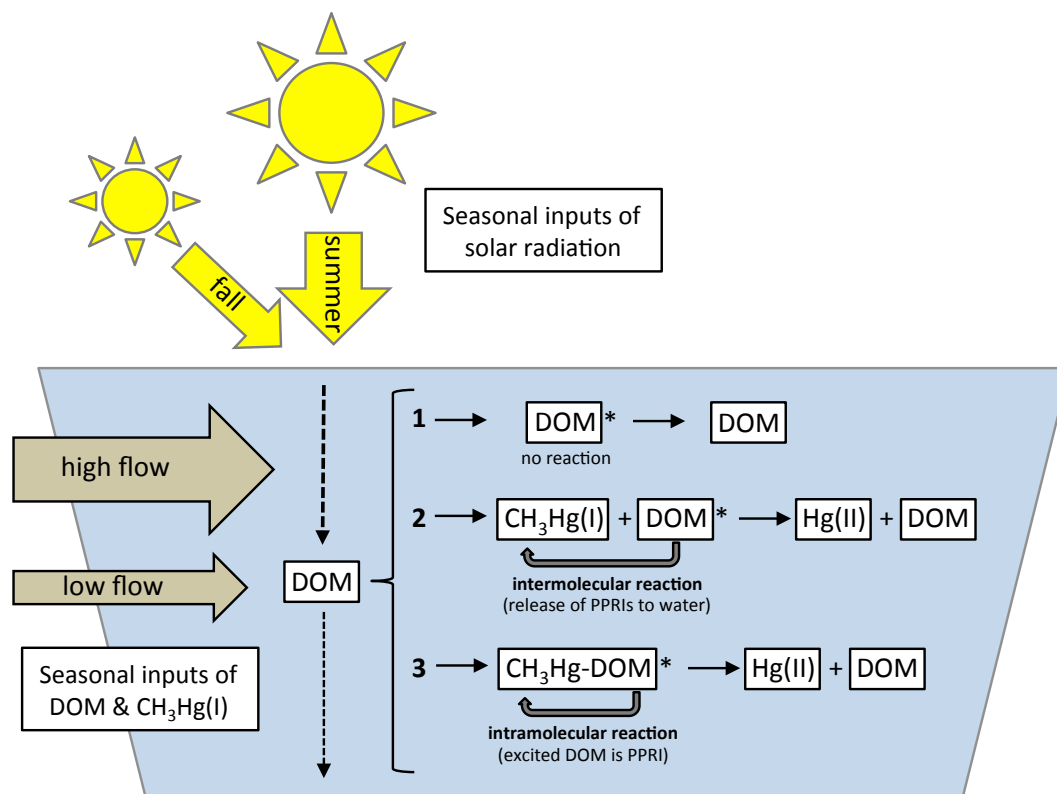 Seasonal inputs of
solar radiation
fall
summer
high flow
low flow
Seasonal inputs of
DOM & CH₃Hg(I)
DOM
1 DOM* DOM
no reaction
2 CH₃Hg(I) + DOM* Hg(II) + DOM
intermolecular reaction
(release of PPRIs to water)
3 CH₃Hg-DOM* Hg(II) + DOM
intramolecular reaction
(excited DOM is PPRI)